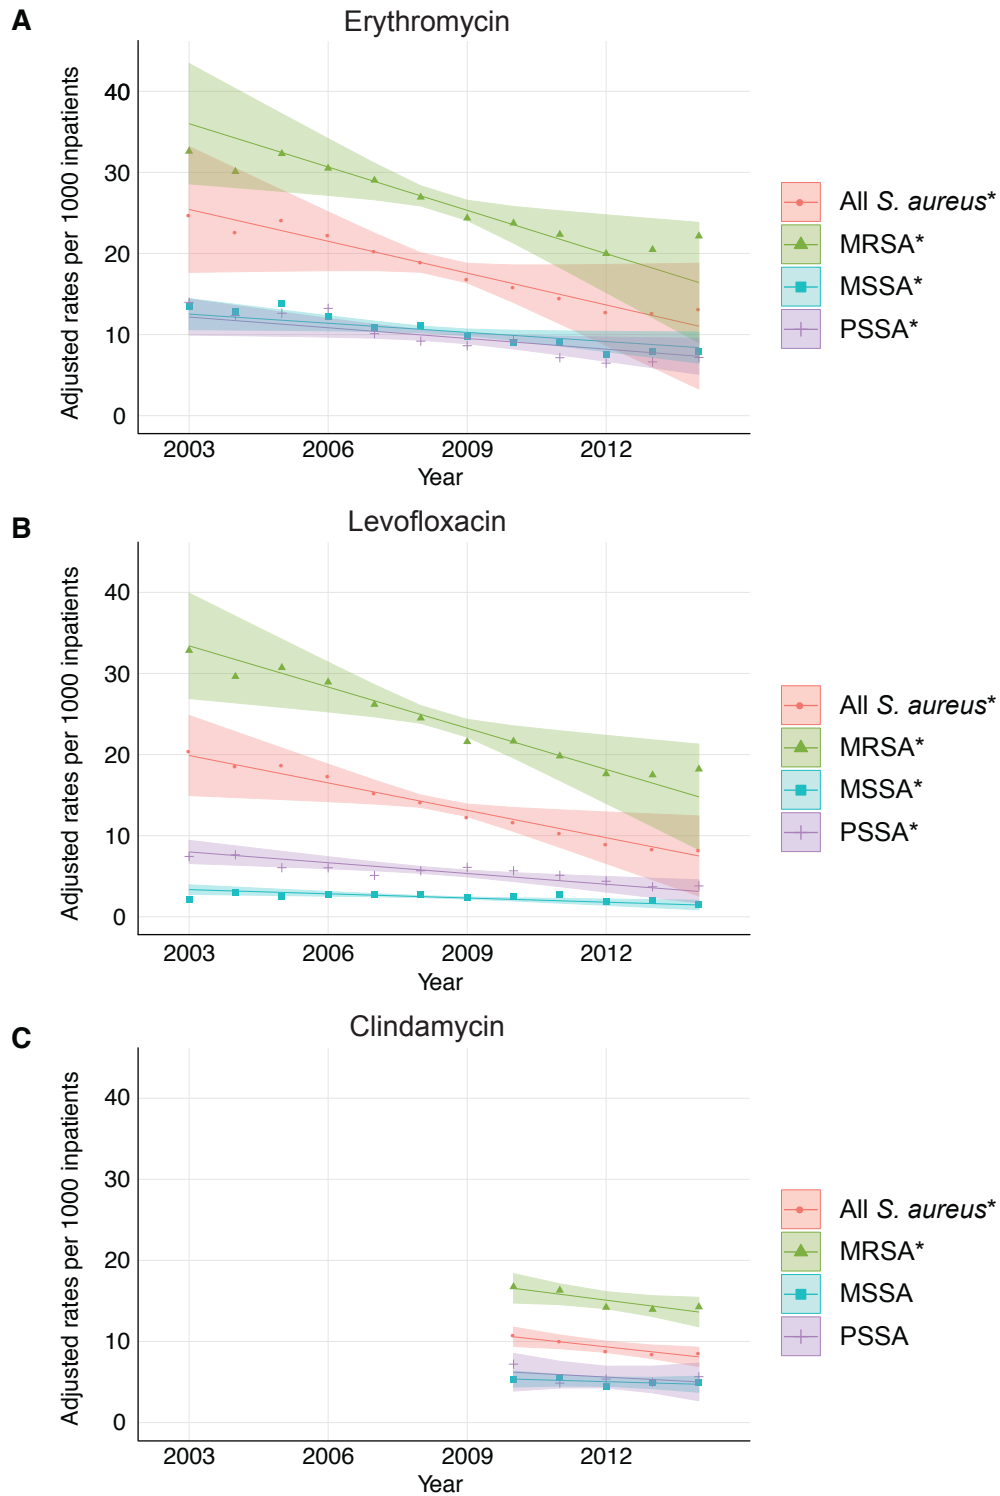 A
Erythromycin
Adjusted rates per 1000 inpatients
40
30
20
10
0
2003 2006 2009 2012
Year
All S. aureus*
MRSA*
MSSA*
PSSA*
B
Levofloxacin
Adjusted rates per 1000 inpatients
40
30
20
10
0
2003 2006 2009 2012
Year
All S. aureus*
MRSA*
MSSA*
PSSA*
C
Clindamycin
Adjusted rates per 1000 inpatients
40
30
20
10
0
2003 2006 2009 2012
Year
All S. aureus*
MRSA*
MSSA
PSSA